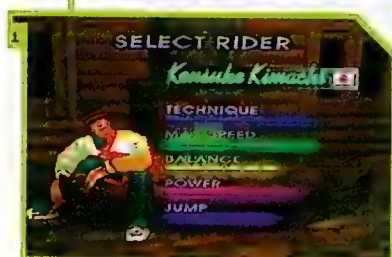 1
SELECT RIDER
Kensuke Kimachi
TECHNIQUE
MAX SPEED
BALANCE
POWER
JUMP